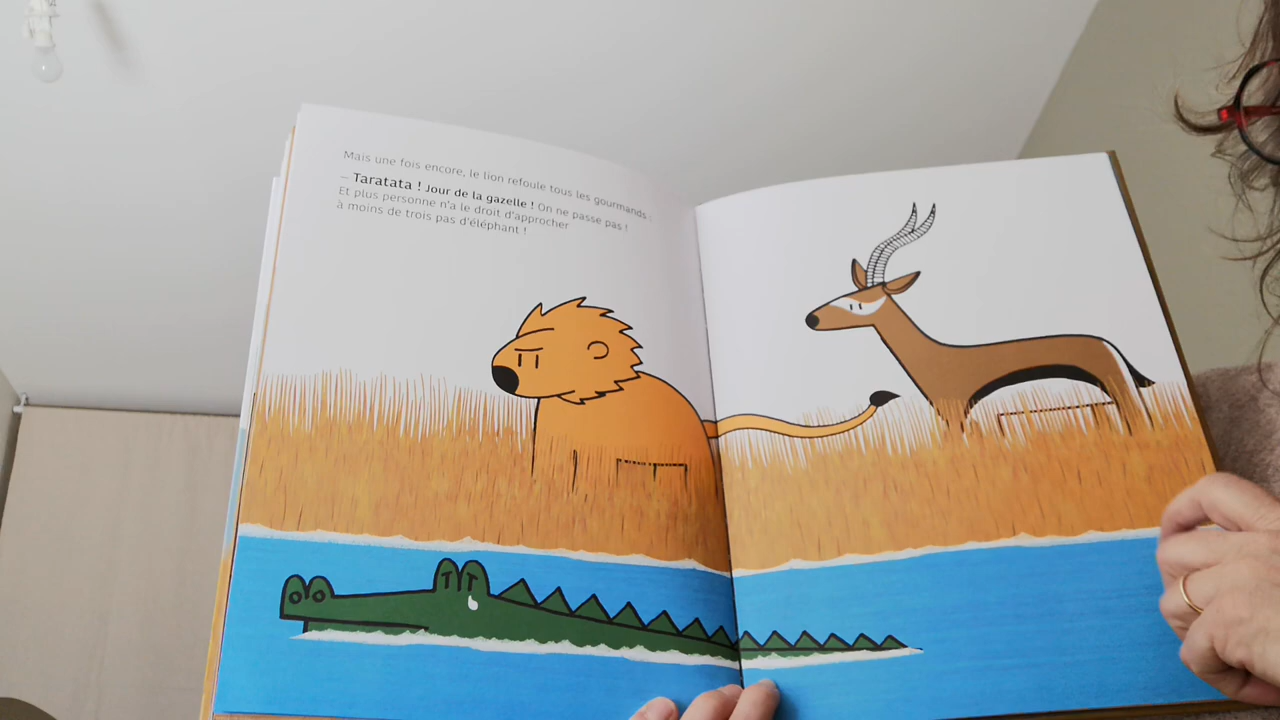 Mais une fois encore, le lion refoule tous les gourmands :
– Taratata ! Jour de la gazelle ! On ne passe pas !
Et plus personne n'a le droit d'approcher
à moins de trois pas d'éléphant !